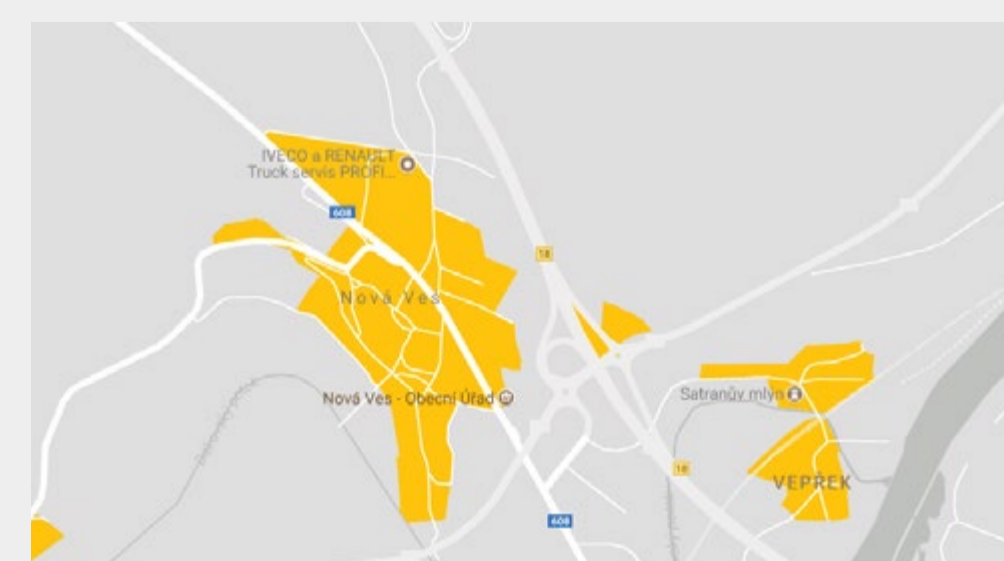 IVECO a RENAULT
Truck servis PROFI...
608
18
Nová Ves
Nová Ves - Obecní Úřad
Satranův mlýn
18
VEPŘEK
608